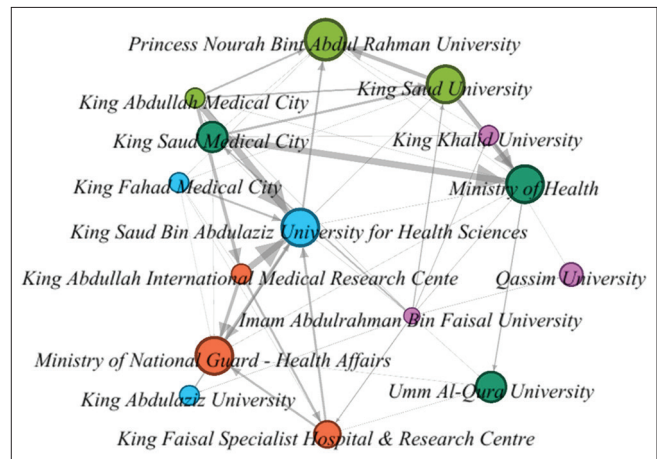 Princess Nourah Bint Abdul Rahman University
King Saud University
King Abdullah Medical City
King Saud Medical City
King Khalid University
King Fahad Medical City
Ministry of Health
King Saud Bin Abdulaziz University for Health Sciences
King Abdullah International Medical Research Cente
Qassim University
Imam Abdulrahman Bin Faisal University
Ministry of National Guard - Health Affairs
King Abdulaziz University
Umm Al-Qura University
King Faisal Specialist Hospital & Research Centre